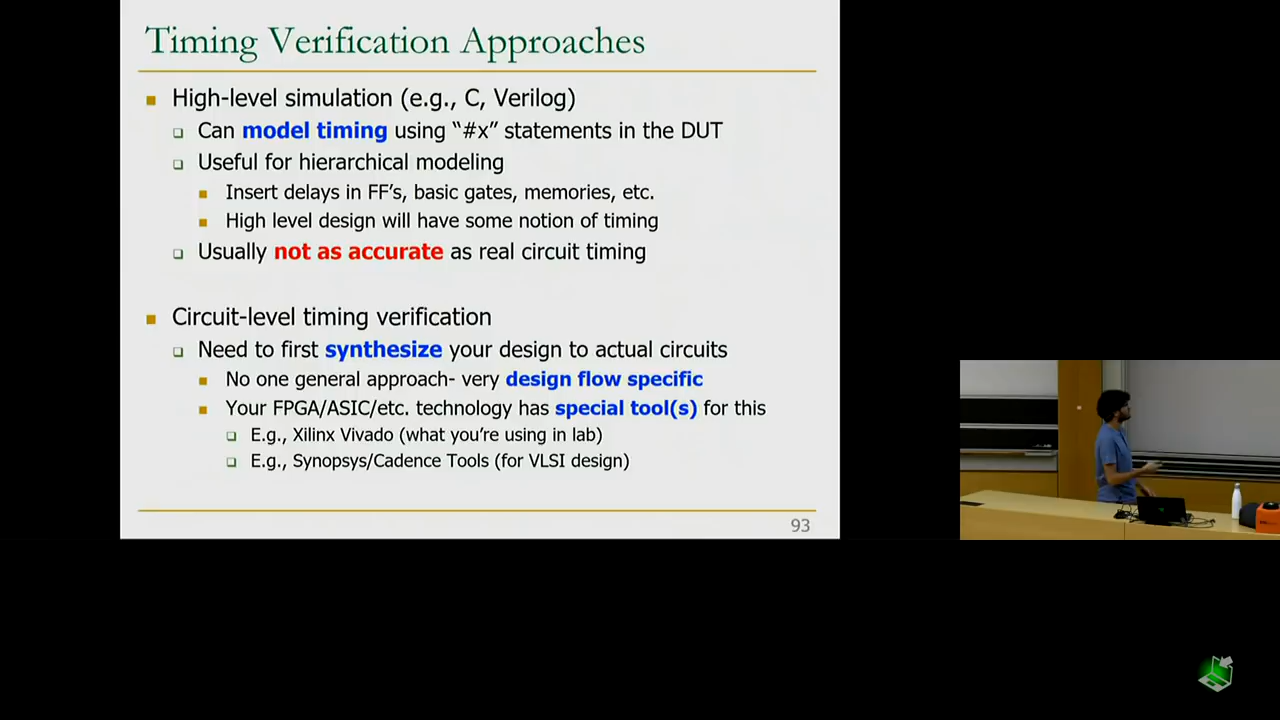 Timing Verification Approaches
High-level simulation (e.g., C, Verilog)
Can model timing using “#x” statements in the DUT
Useful for hierarchical modeling
Insert delays in FF’s, basic gates, memories, etc.
High level design will have some notion of timing
Usually not as accurate as real circuit timing
Circuit-level timing verification
Need to first synthesize your design to actual circuits
No one general approach- very design flow specific
Your FPGA/ASIC/etc. technology has special tool(s) for this
E.g., Xilinx Vivado (what you’re using in lab)
E.g., Synopsys/Cadence Tools (for VLSI design)
93